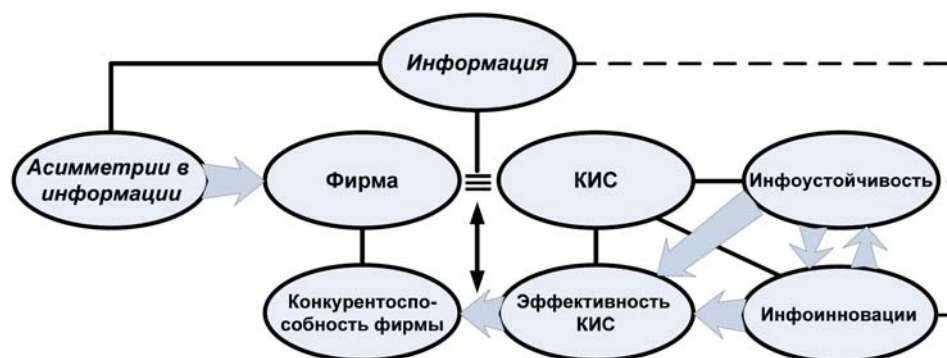 Информация
Асимметрии в
информации
Фирма
≡
КИС
Инфоустойчивость
Конкурентоспо-
собность фирмы
Эффективность
КИС
Инфоинновации